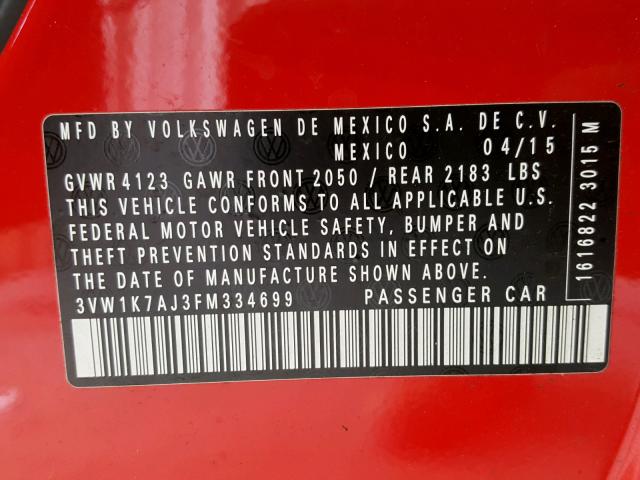 MFD BY VOLKSWAGEN DE MEXICO S.A. DE C.V.
MEXICO 04/15
GVWR 4123 GAWR FRONT 2050 / REAR 2183 LBS
THIS VEHICLE CONFORMS TO ALL APPLICABLE U.S.
FEDERAL MOTOR VEHICLE SAFETY, BUMPER AND
THEFT PREVENTION STANDARDS IN EFFECT ON
THE DATE OF MANUFACTURE SHOWN ABOVE.
3VW1K7AJ3FM334699 PASSENGER CAR
1616822 3015 M